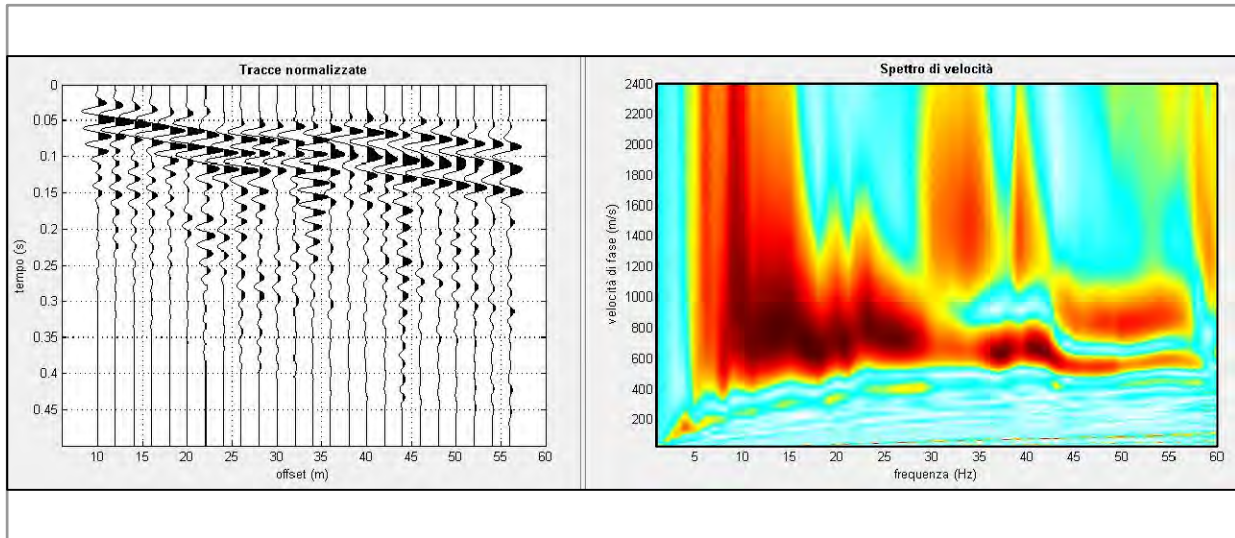 Tracce normalizzate
0
0.05
0.1
0.15
0.2
0.25
0.3
0.35
0.4
0.45
tempo (s)
10 15 20 25 30 35 40 45 50 55 60
offset (m)
Spettro di velocità
2400
2200
2000
1800
1600
1400
1200
1000
800
600
400
200
velocità di fase (m/s)
5 10 15 20 25 30 35 40 45 50 55 60
frequenza (Hz)